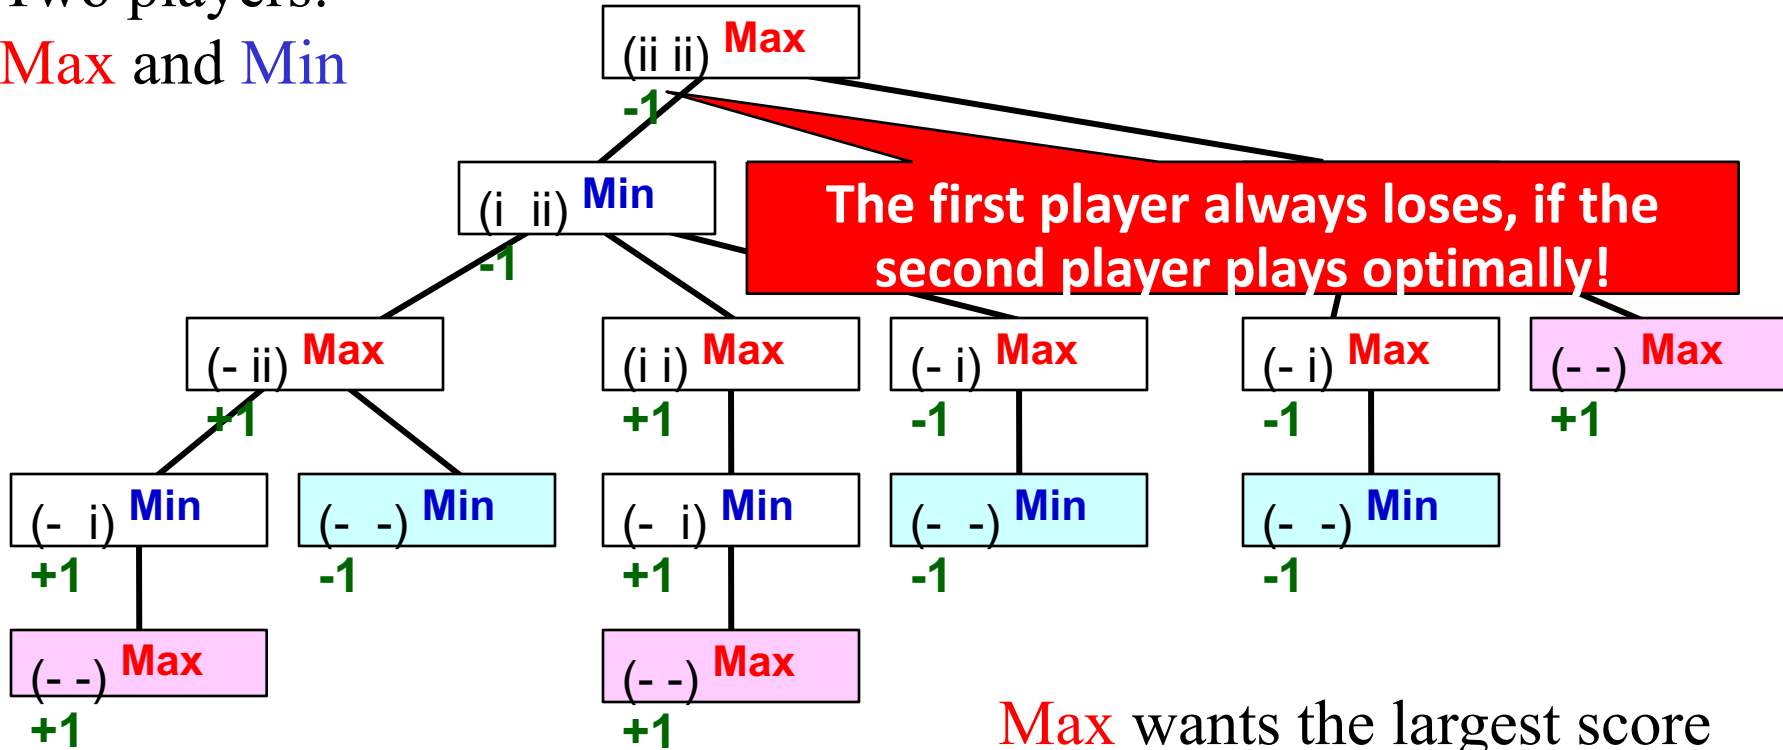 Two players:
Max and Min
(ii ii) Max
-1
(i ii) Min
-1
The first player always loses, if the
second player plays optimally!
(- ii) Max
+1
(i i) Max
+1
(- i) Max
-1
(- i) Max
-1
(- -) Max
+1
(- i) Min
+1
(- -) Min
-1
(- i) Min
+1
(- -) Min
-1
(- -) Min
-1
(- -) Max
+1
(- -) Max
+1
Max wants the largest score